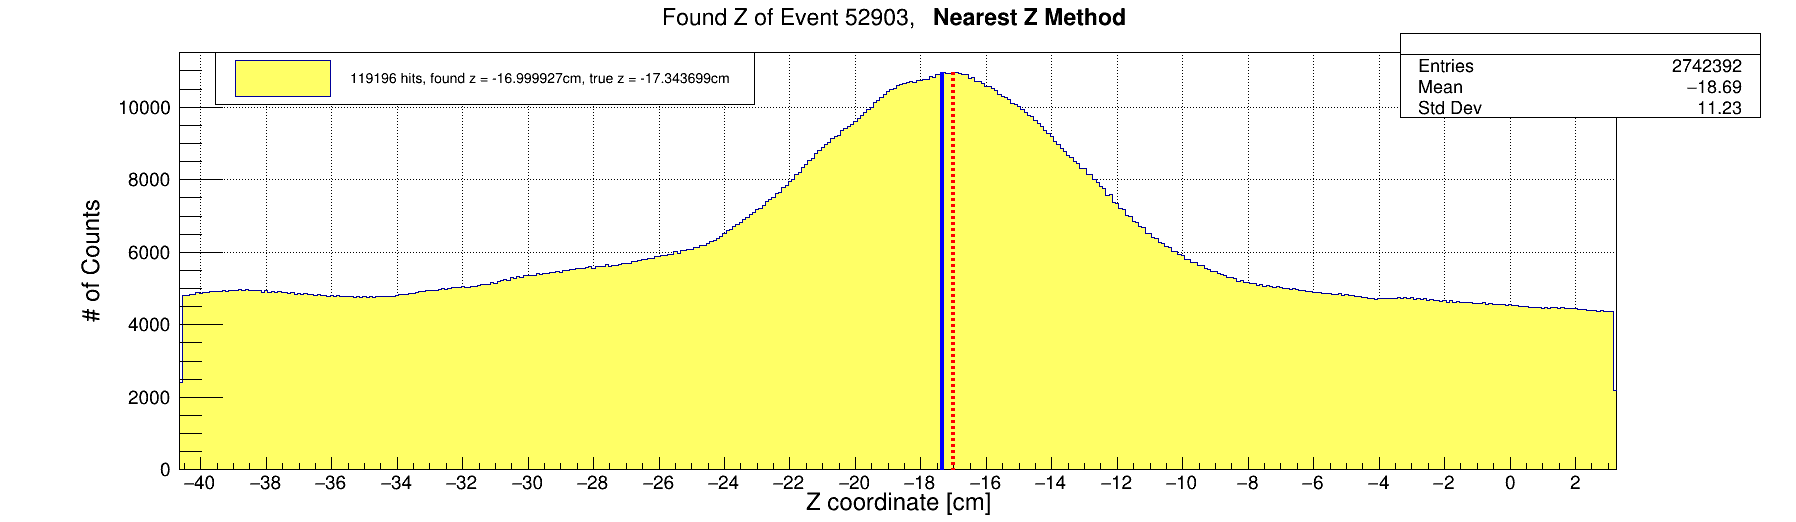 Found Z of Event 52903, Nearest Z Method
119196 hits, found z = -16.999927cm, true z = -17.343699cm
Entries 2742392
Mean −18.69
Std Dev 11.23
# of Counts
10000
8000
6000
4000
2000
0
−40 −38 −36 −34 −32 −30 −28 −26 −24 −22 −20 −18 −16 −14 −12 −10 −8 −6 −4 −2 0 2
Z coordinate [cm]